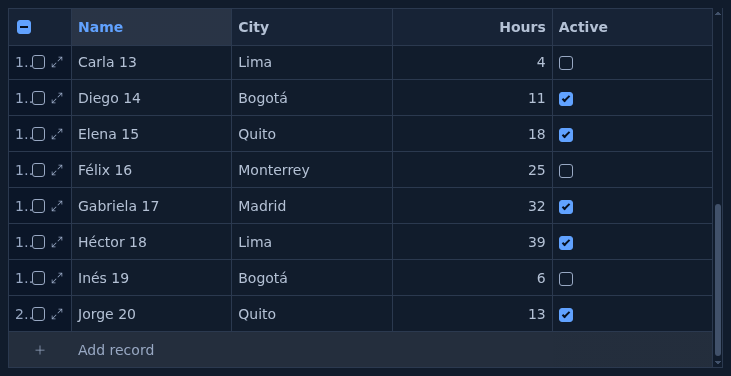 Name City Hours Active
1.. Carla 13 Lima 4
1.. Diego 14 Bogotá 11
1.. Elena 15 Quito 18
1.. Félix 16 Monterrey 25
1.. Gabriela 17 Madrid 32
1.. Héctor 18 Lima 39
1.. Inés 19 Bogotá 6
2.. Jorge 20 Quito 13
+ Add record